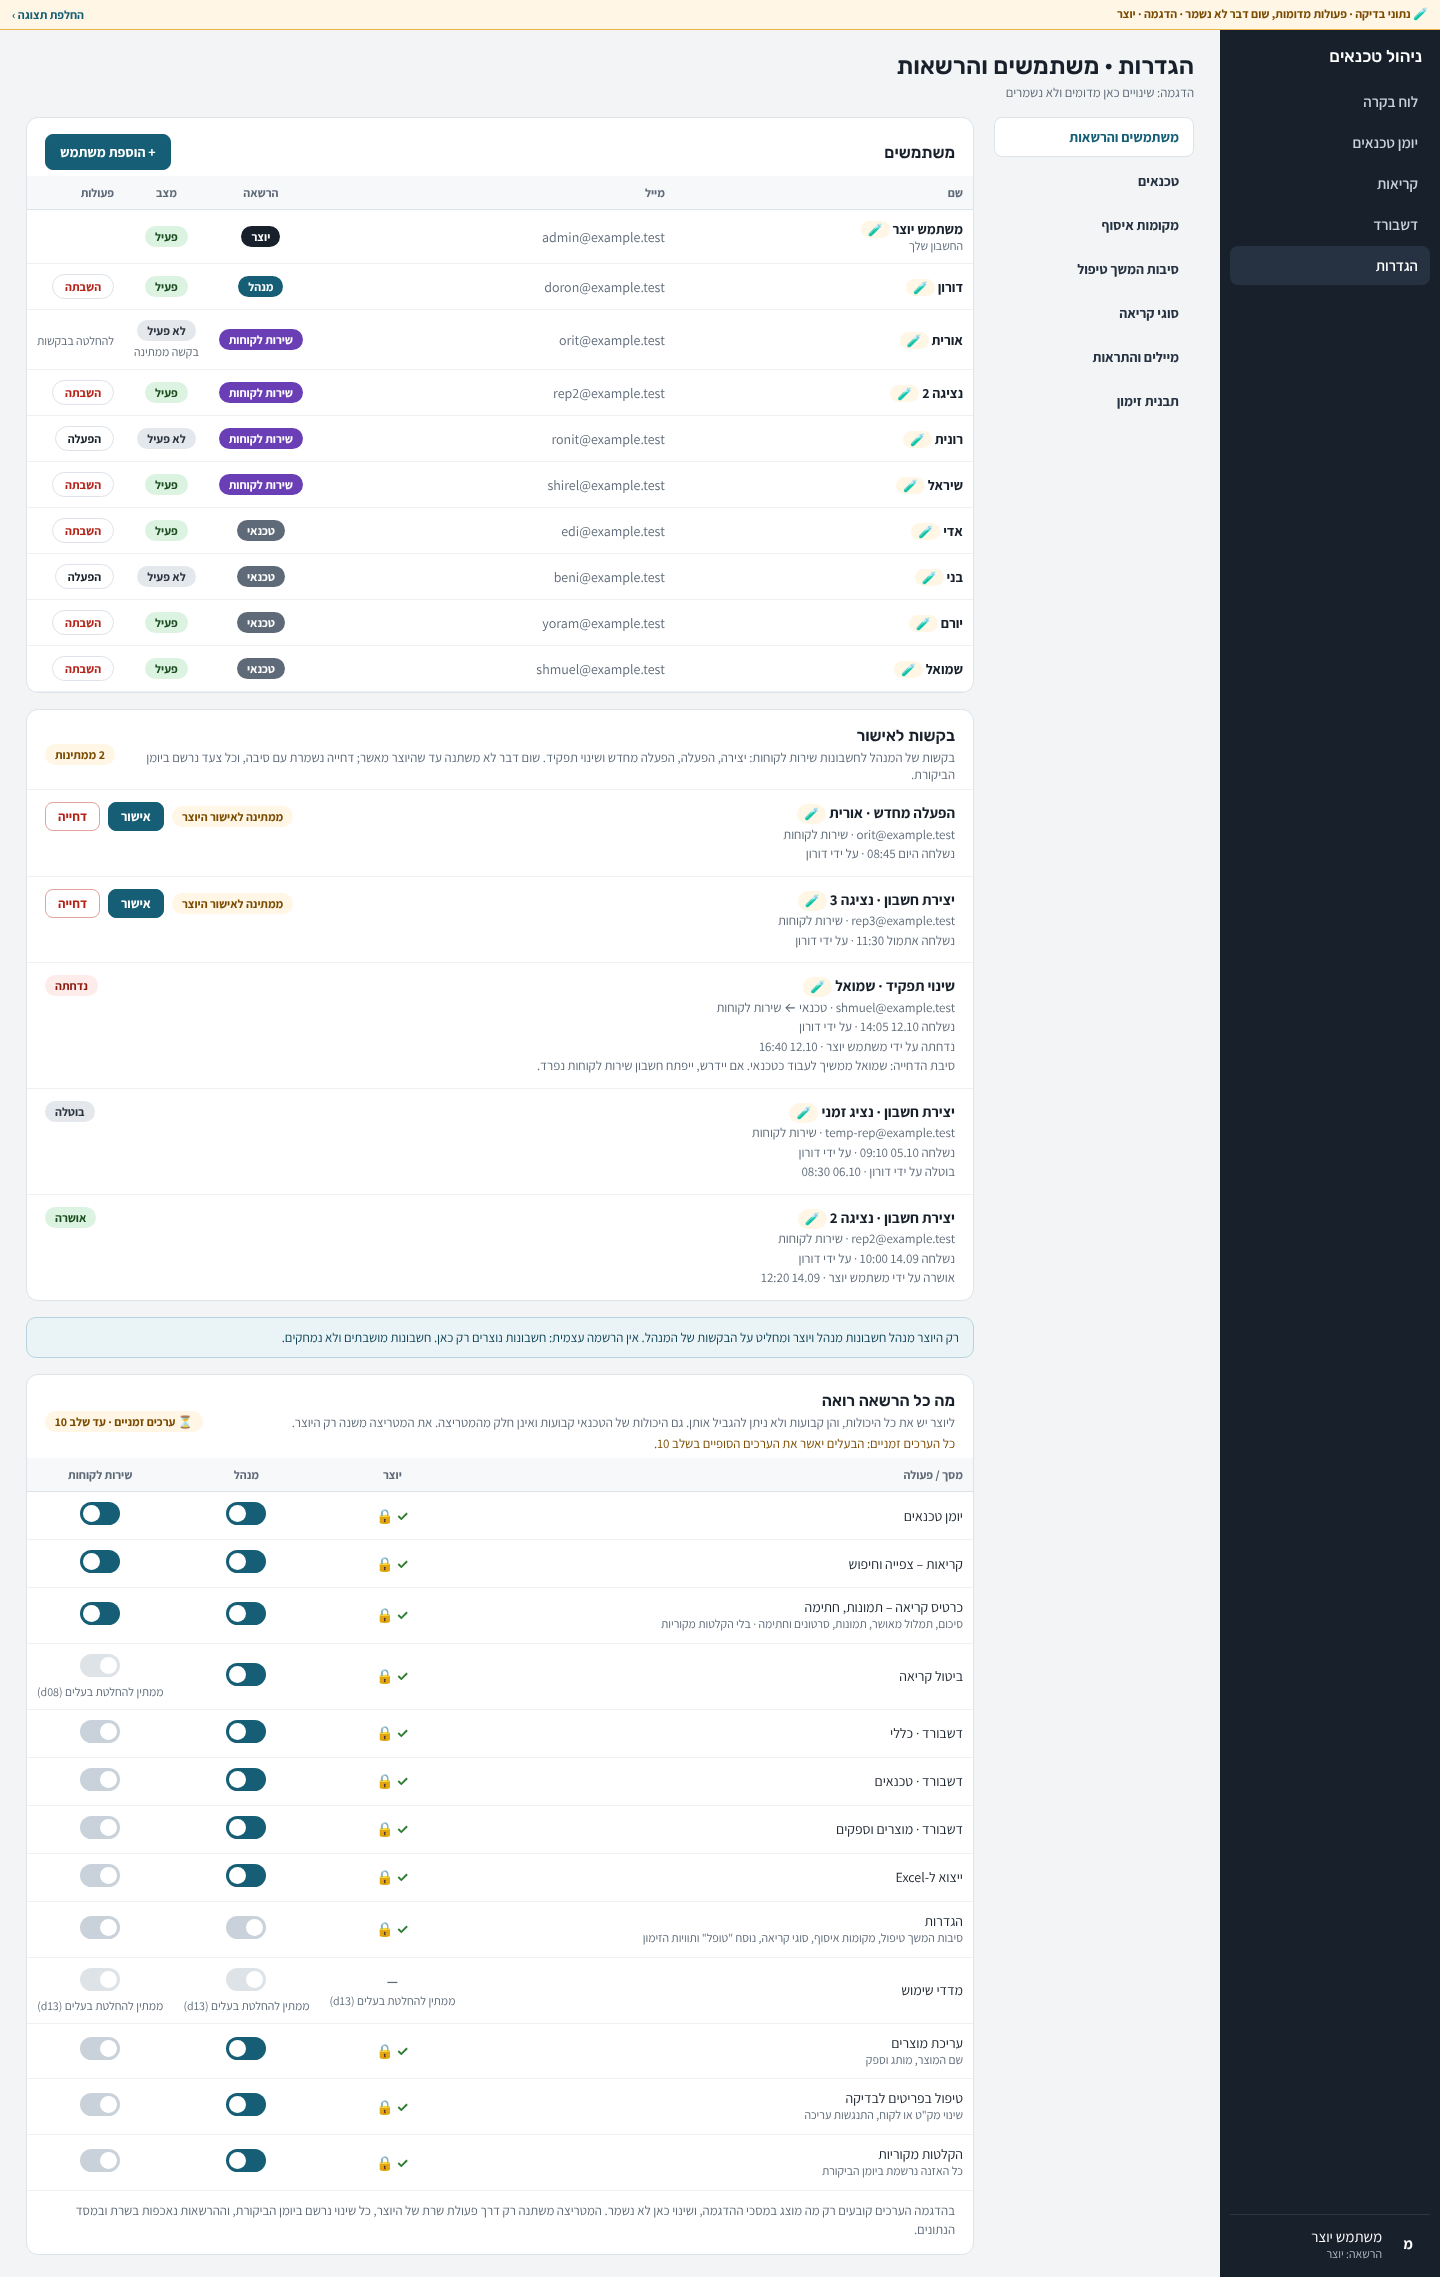 🧪 נתוני בדיקה · פעולות מדומות, שום דבר לא נשמר · הדגמה · יוצר
החלפת תצוגה ›
ניהול טכנאים
לוח בקרה
יומן טכנאים
קריאות
דשבורד
הגדרות
הגדרות · משתמשים והרשאות
הדגמה: שינויים כאן מדומים ולא נשמרים
משתמשים והרשאות
טכנאים
מקומות איסוף
סיבות המשך טיפול
סוגי קריאה
מיילים והתראות
תבנית זימון
משתמשים
+ הוספת משתמש
שם מייל הרשאה מצב פעולות
משתמש יוצר 🧪 admin@example.test יוצר פעיל
החשבון שלך
דורון 🧪 doron@example.test מנהל פעיל השבתה
אורית 🧪 orit@example.test שירות לקוחות לא פעיל להחלטה בבקשות
בקשה ממתינה
נציגה 2 🧪 rep2@example.test שירות לקוחות פעיל השבתה
רונית 🧪 ronit@example.test שירות לקוחות לא פעיל הפעלה
שיראל 🧪 shirel@example.test שירות לקוחות פעיל השבתה
אדי 🧪 edi@example.test טכנאי פעיל השבתה
בני 🧪 beni@example.test טכנאי לא פעיל הפעלה
יורם 🧪 yoram@example.test טכנאי פעיל השבתה
שמואל 🧪 shmuel@example.test טכנאי פעיל השבתה
בקשות לאישור
2 ממתינות
בקשות של המנהל לחשבונות שירות לקוחות: יצירה, הפעלה, הפעלה מחדש ושינוי תפקיד. שום דבר לא משתנה עד שהיוצר מאשר; דחייה נשמרת עם סיבה, וכל צעד נרשם ביומן
הביקורת.
הפעלה מחדש · אורית 🧪 ממתינה לאישור היוצר אישור דחייה
orit@example.test · שירות לקוחות
נשלחה היום 08:45 · על ידי דורון
יצירת חשבון · נציגה 3 🧪 ממתינה לאישור היוצר אישור דחייה
rep3@example.test · שירות לקוחות
נשלחה אתמול 11:30 · על ידי דורון
שינוי תפקיד · שמואל 🧪 נדחתה
shmuel@example.test · טכנאי ← שירות לקוחות
נשלחה 12.10 14:05 · על ידי דורון
נדחתה על ידי משתמש יוצר · 12.10 16:40
סיבת הדחייה: שמואל ממשיך לעבוד כטכנאי. אם יידרש, ייפתח חשבון שירות לקוחות נפרד.
יצירת חשבון · נציג זמני 🧪 בוטלה
temp-rep@example.test · שירות לקוחות
נשלחה 05.10 09:10 · על ידי דורון
בוטלה על ידי דורון · 06.10 08:30
יצירת חשבון · נציגה 2 🧪 אושרה
rep2@example.test · שירות לקוחות
נשלחה 14.09 10:00 · על ידי דורון
אושרה על ידי משתמש יוצר · 14.09 12:20
רק היוצר מנהל חשבונות מנהל ויוצר ומחליט על הבקשות של המנהל. אין הרשמה עצמית: חשבונות נוצרים רק כאן. חשבונות מושבתים ולא נמחקים.
מה כל הרשאה רואה
⏳ ערכים זמניים · עד שלב 10
ליוצר יש את כל היכולות, והן קבועות ולא ניתן להגביל אותן. גם היכולות של הטכנאי קבועות ואינן חלק מהמטריצה. את המטריצה משנה רק היוצר.
כל הערכים זמניים: הבעלים יאשר את הערכים הסופיים בשלב 10.
מסך / פעולה יוצר מנהל שירות לקוחות
יומן טכנאים ✓ 🔒
קריאות – צפייה וחיפוש ✓ 🔒
כרטיס קריאה – תמונות, חתימה ✓ 🔒
סיכום, תמלול מאושר, תמונות, סרטונים וחתימה · בלי הקלטות מקוריות
ביטול קריאה ✓ 🔒
ממתין להחלטת בעלים (d08)
דשבורד · כללי ✓ 🔒
דשבורד · טכנאים ✓ 🔒
דשבורד · מוצרים וספקים ✓ 🔒
ייצוא ל-Excel ✓ 🔒
הגדרות ✓ 🔒
סיבות המשך טיפול, מקומות איסוף, סוגי קריאה, נוסח "טופל" ותוויות הזימון
מדדי שימוש —
ממתין להחלטת בעלים (d13) ממתין להחלטת בעלים (d13) ממתין להחלטת בעלים (d13)
עריכת מוצרים ✓ 🔒
שם המוצר, מותג וספק
טיפול בפריטים לבדיקה ✓ 🔒
שינוי מק"ט או לקוח, התנגשות עריכה
הקלטות מקוריות ✓ 🔒
כל האזנה נרשמת ביומן הביקורת
בהדגמה הערכים קובעים רק מה מוצג במסכי ההדגמה, ושינוי כאן לא נשמר. המטריצה משתנה רק דרך פעולת שרת של היוצר, כל שינוי נרשם ביומן הביקורת, וההרשאות נאכפות בשרת ובמסד
הנתונים.
מ משתמש יוצר
הרשאה: יוצר